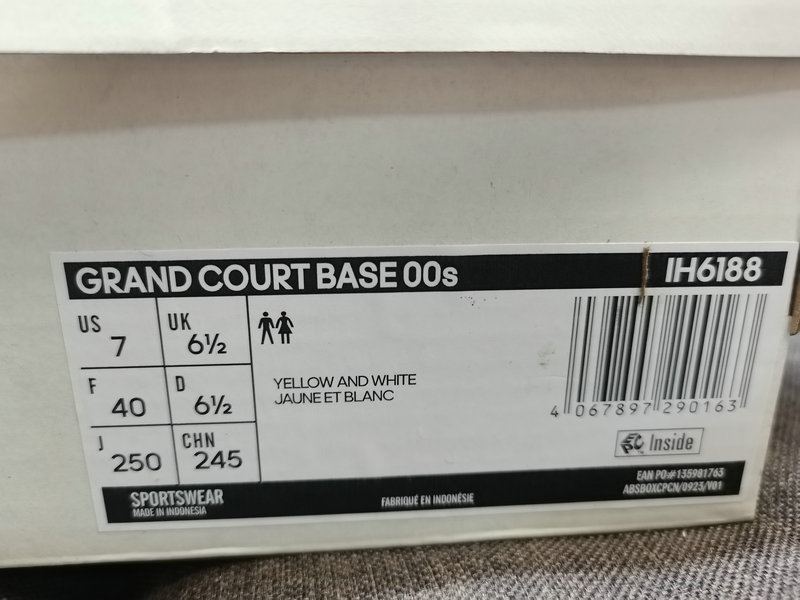 GRAND COURT BASE 00s IH6188
US 7 UK 6½
F 40 D 6½
J 250 CHN 245
YELLOW AND WHITE
JAUNE ET BLANC
4 067897 290163
EPC Inside
EAN PO#135981763
ABSBOXCPCN/0923/V01
SPORTSWEAR
MADE IN INDONESIA
FABRIQUÉ EN INDONÉSIE